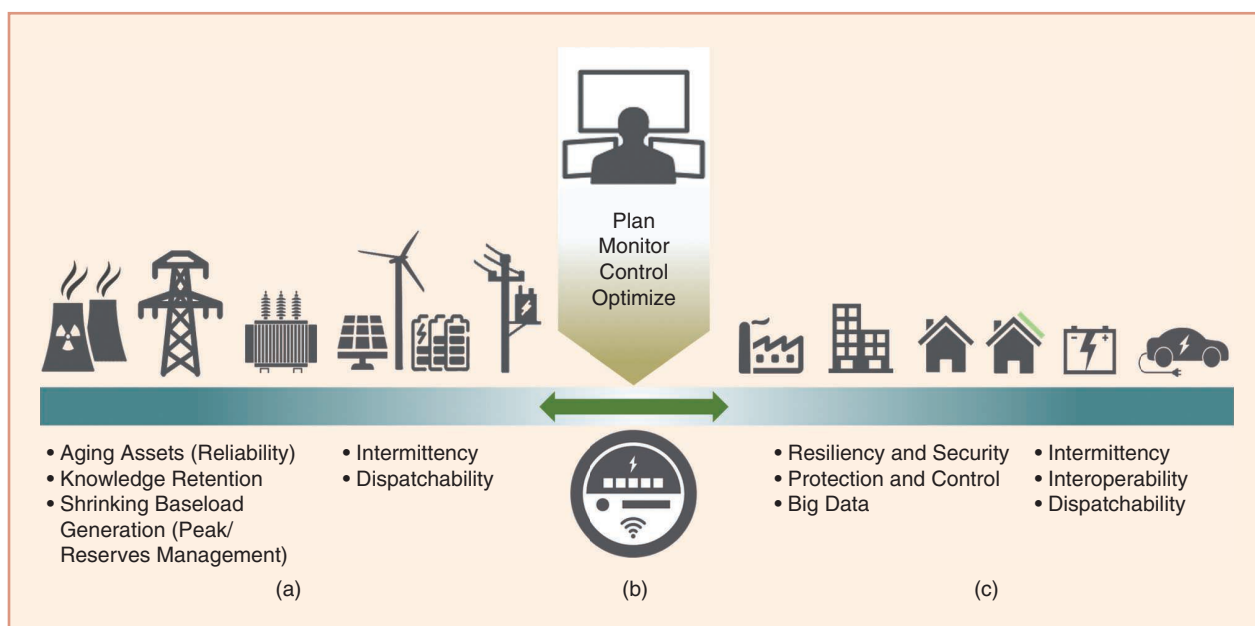 Plan
Monitor
Control
Optimize
• Aging Assets (Reliability)
• Knowledge Retention
• Shrinking Baseload
Generation (Peak/
Reserves Management)
• Intermittency
• Dispatchability
• Resiliency and Security
• Protection and Control
• Big Data
• Intermittency
• Interoperability
• Dispatchability
(a)
(b)
(c)